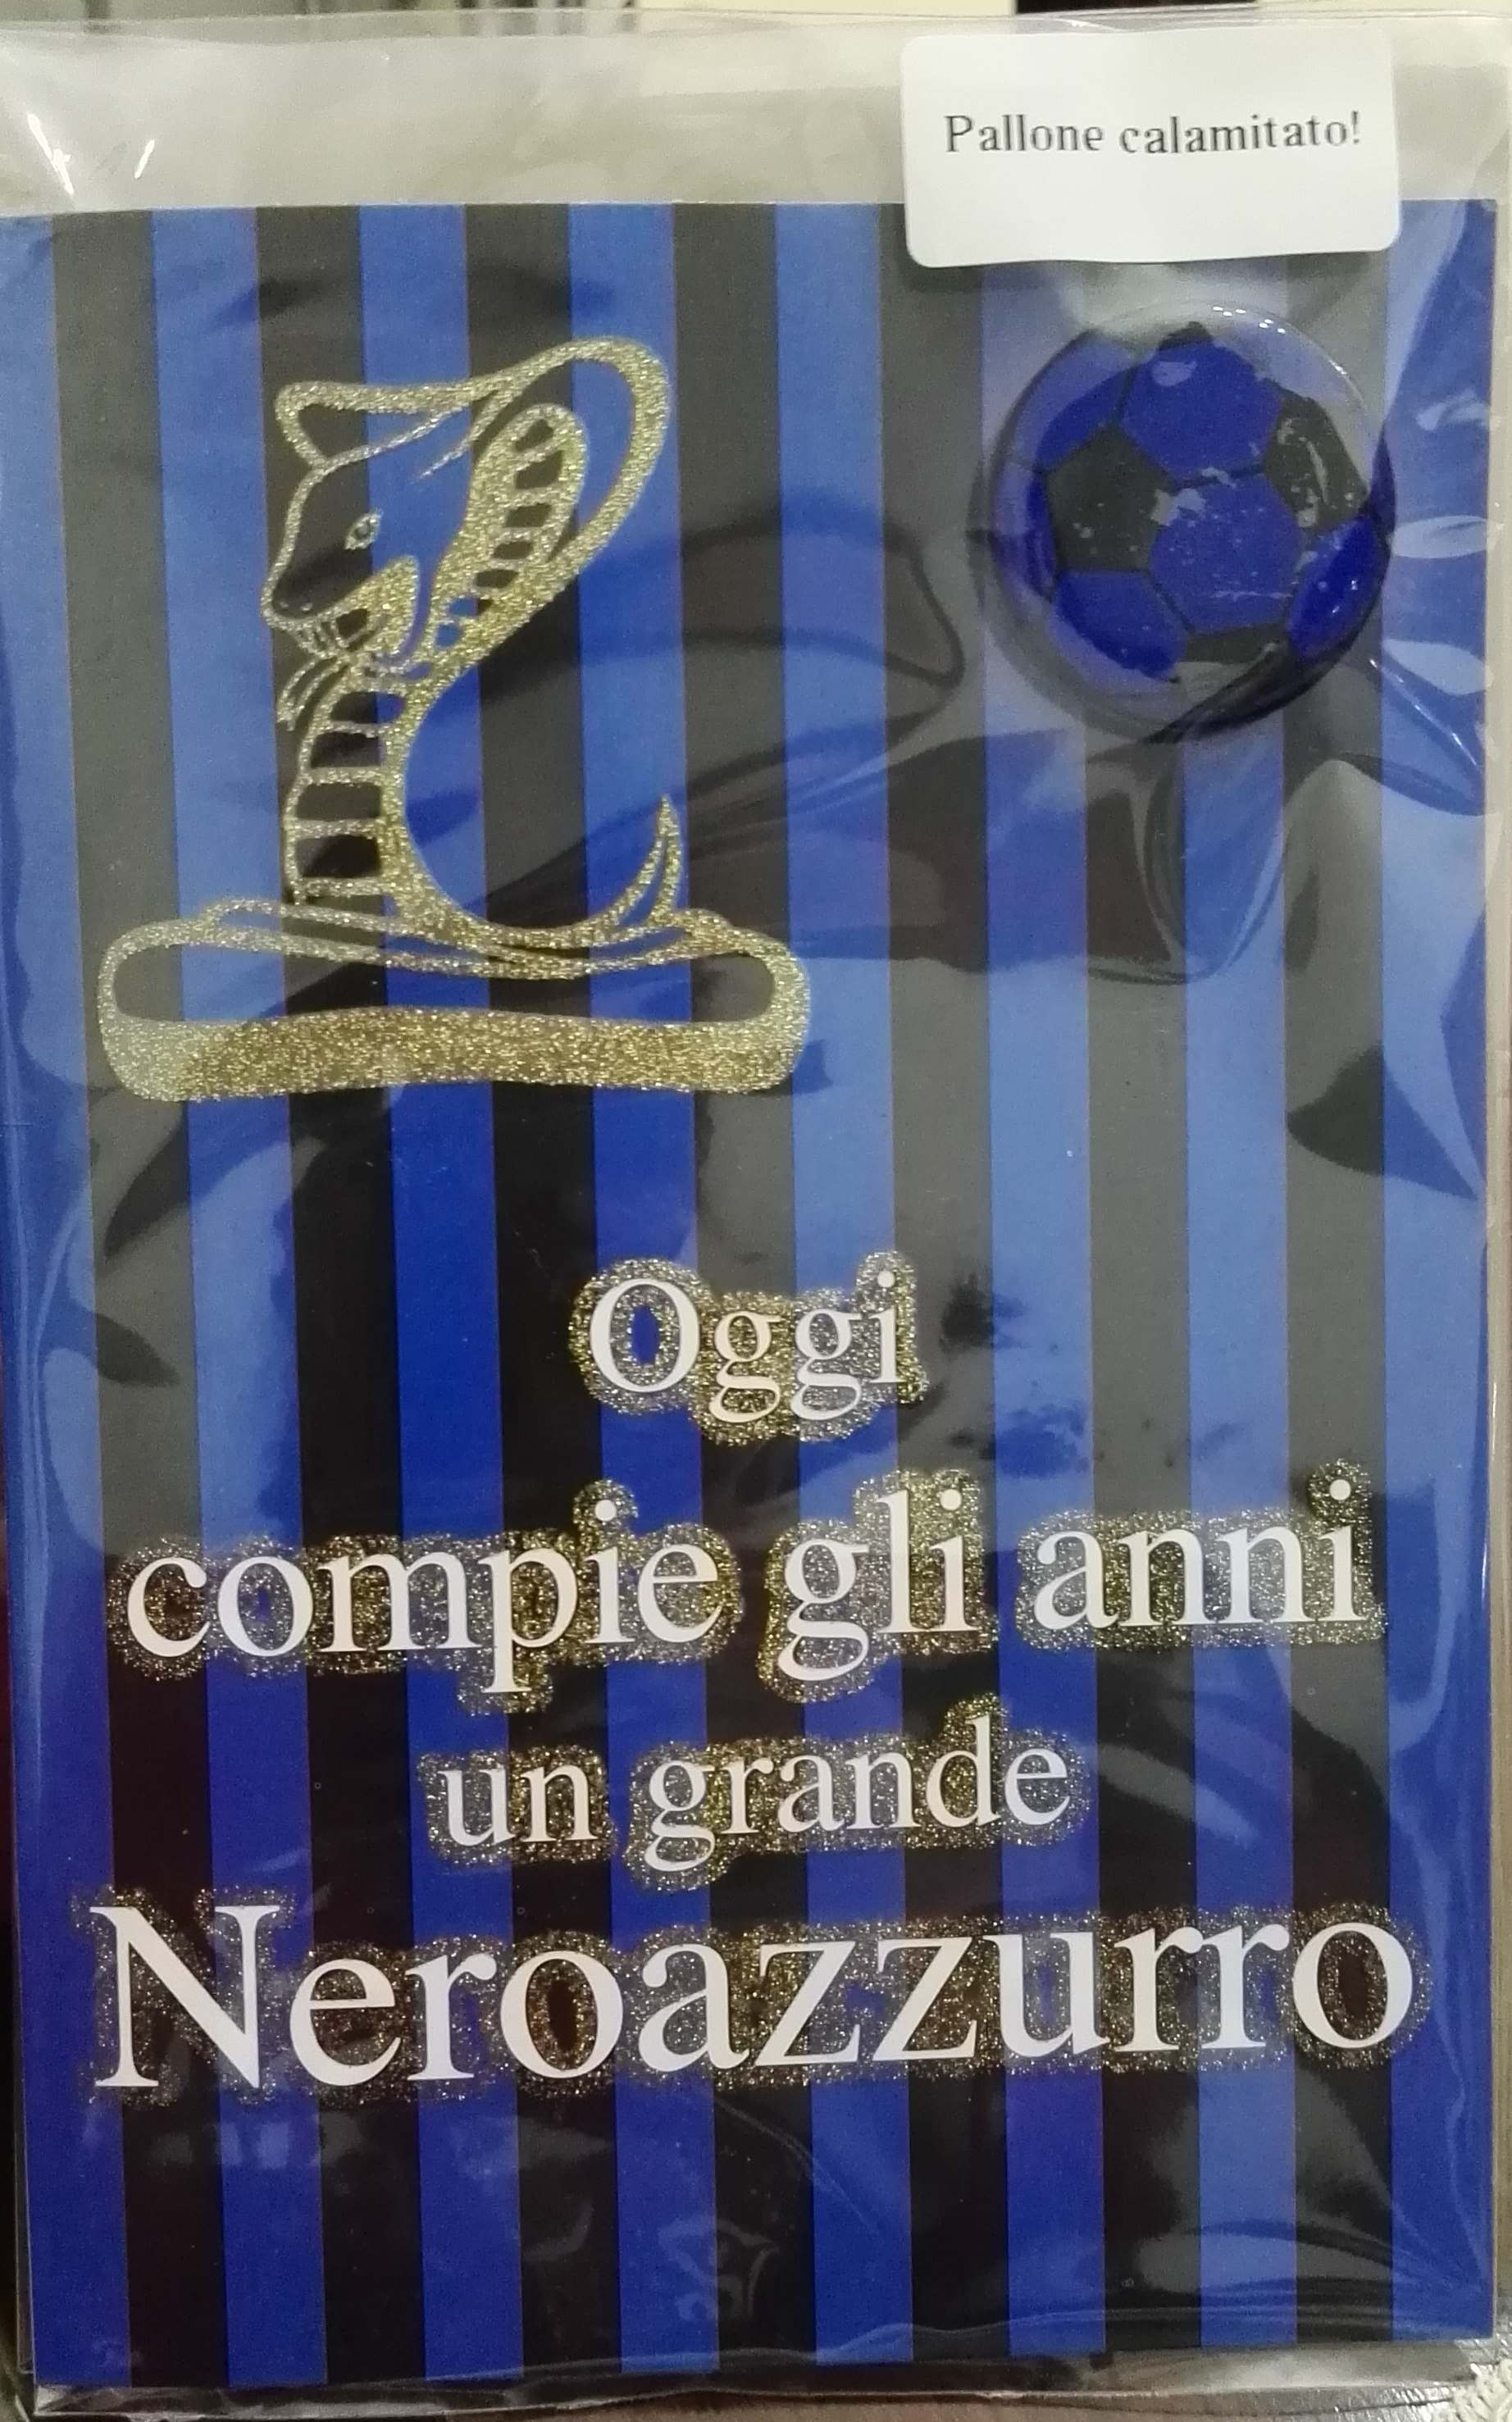 Pallone calamitato!
Oggi
compie gli anni
un grande
Neroazzurro